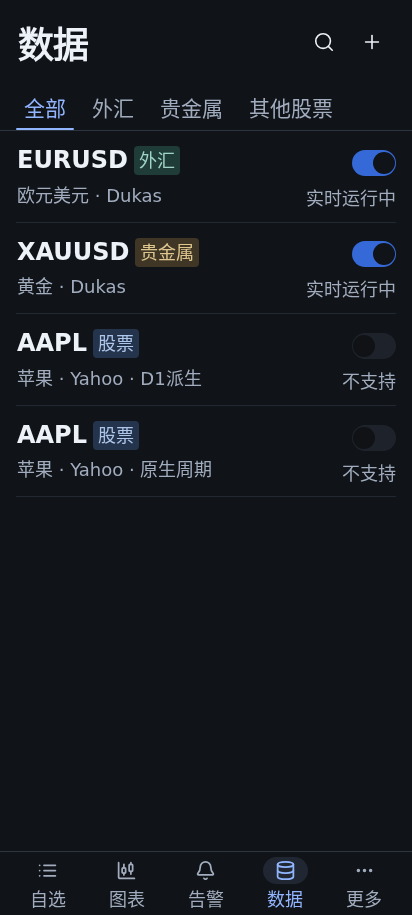 数据
全部 外汇 贵金属 其他股票
EURUSD 外汇
欧元美元 · Dukas 实时运行中
XAUUSD 贵金属
黄金 · Dukas 实时运行中
AAPL 股票
苹果 · Yahoo · D1派生 不支持
AAPL 股票
苹果 · Yahoo · 原生周期 不支持
自选 图表 告警 数据 更多